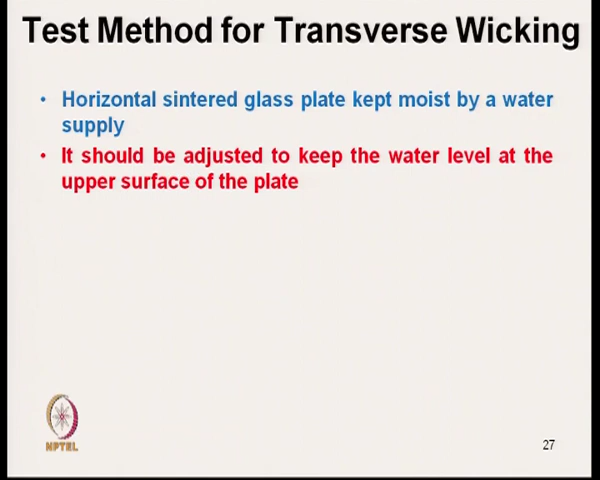 Test Method for Transverse Wicking
• Horizontal sintered glass plate kept moist by a water
supply
• It should be adjusted to keep the water level at the
upper surface of the plate
NPTEL
27